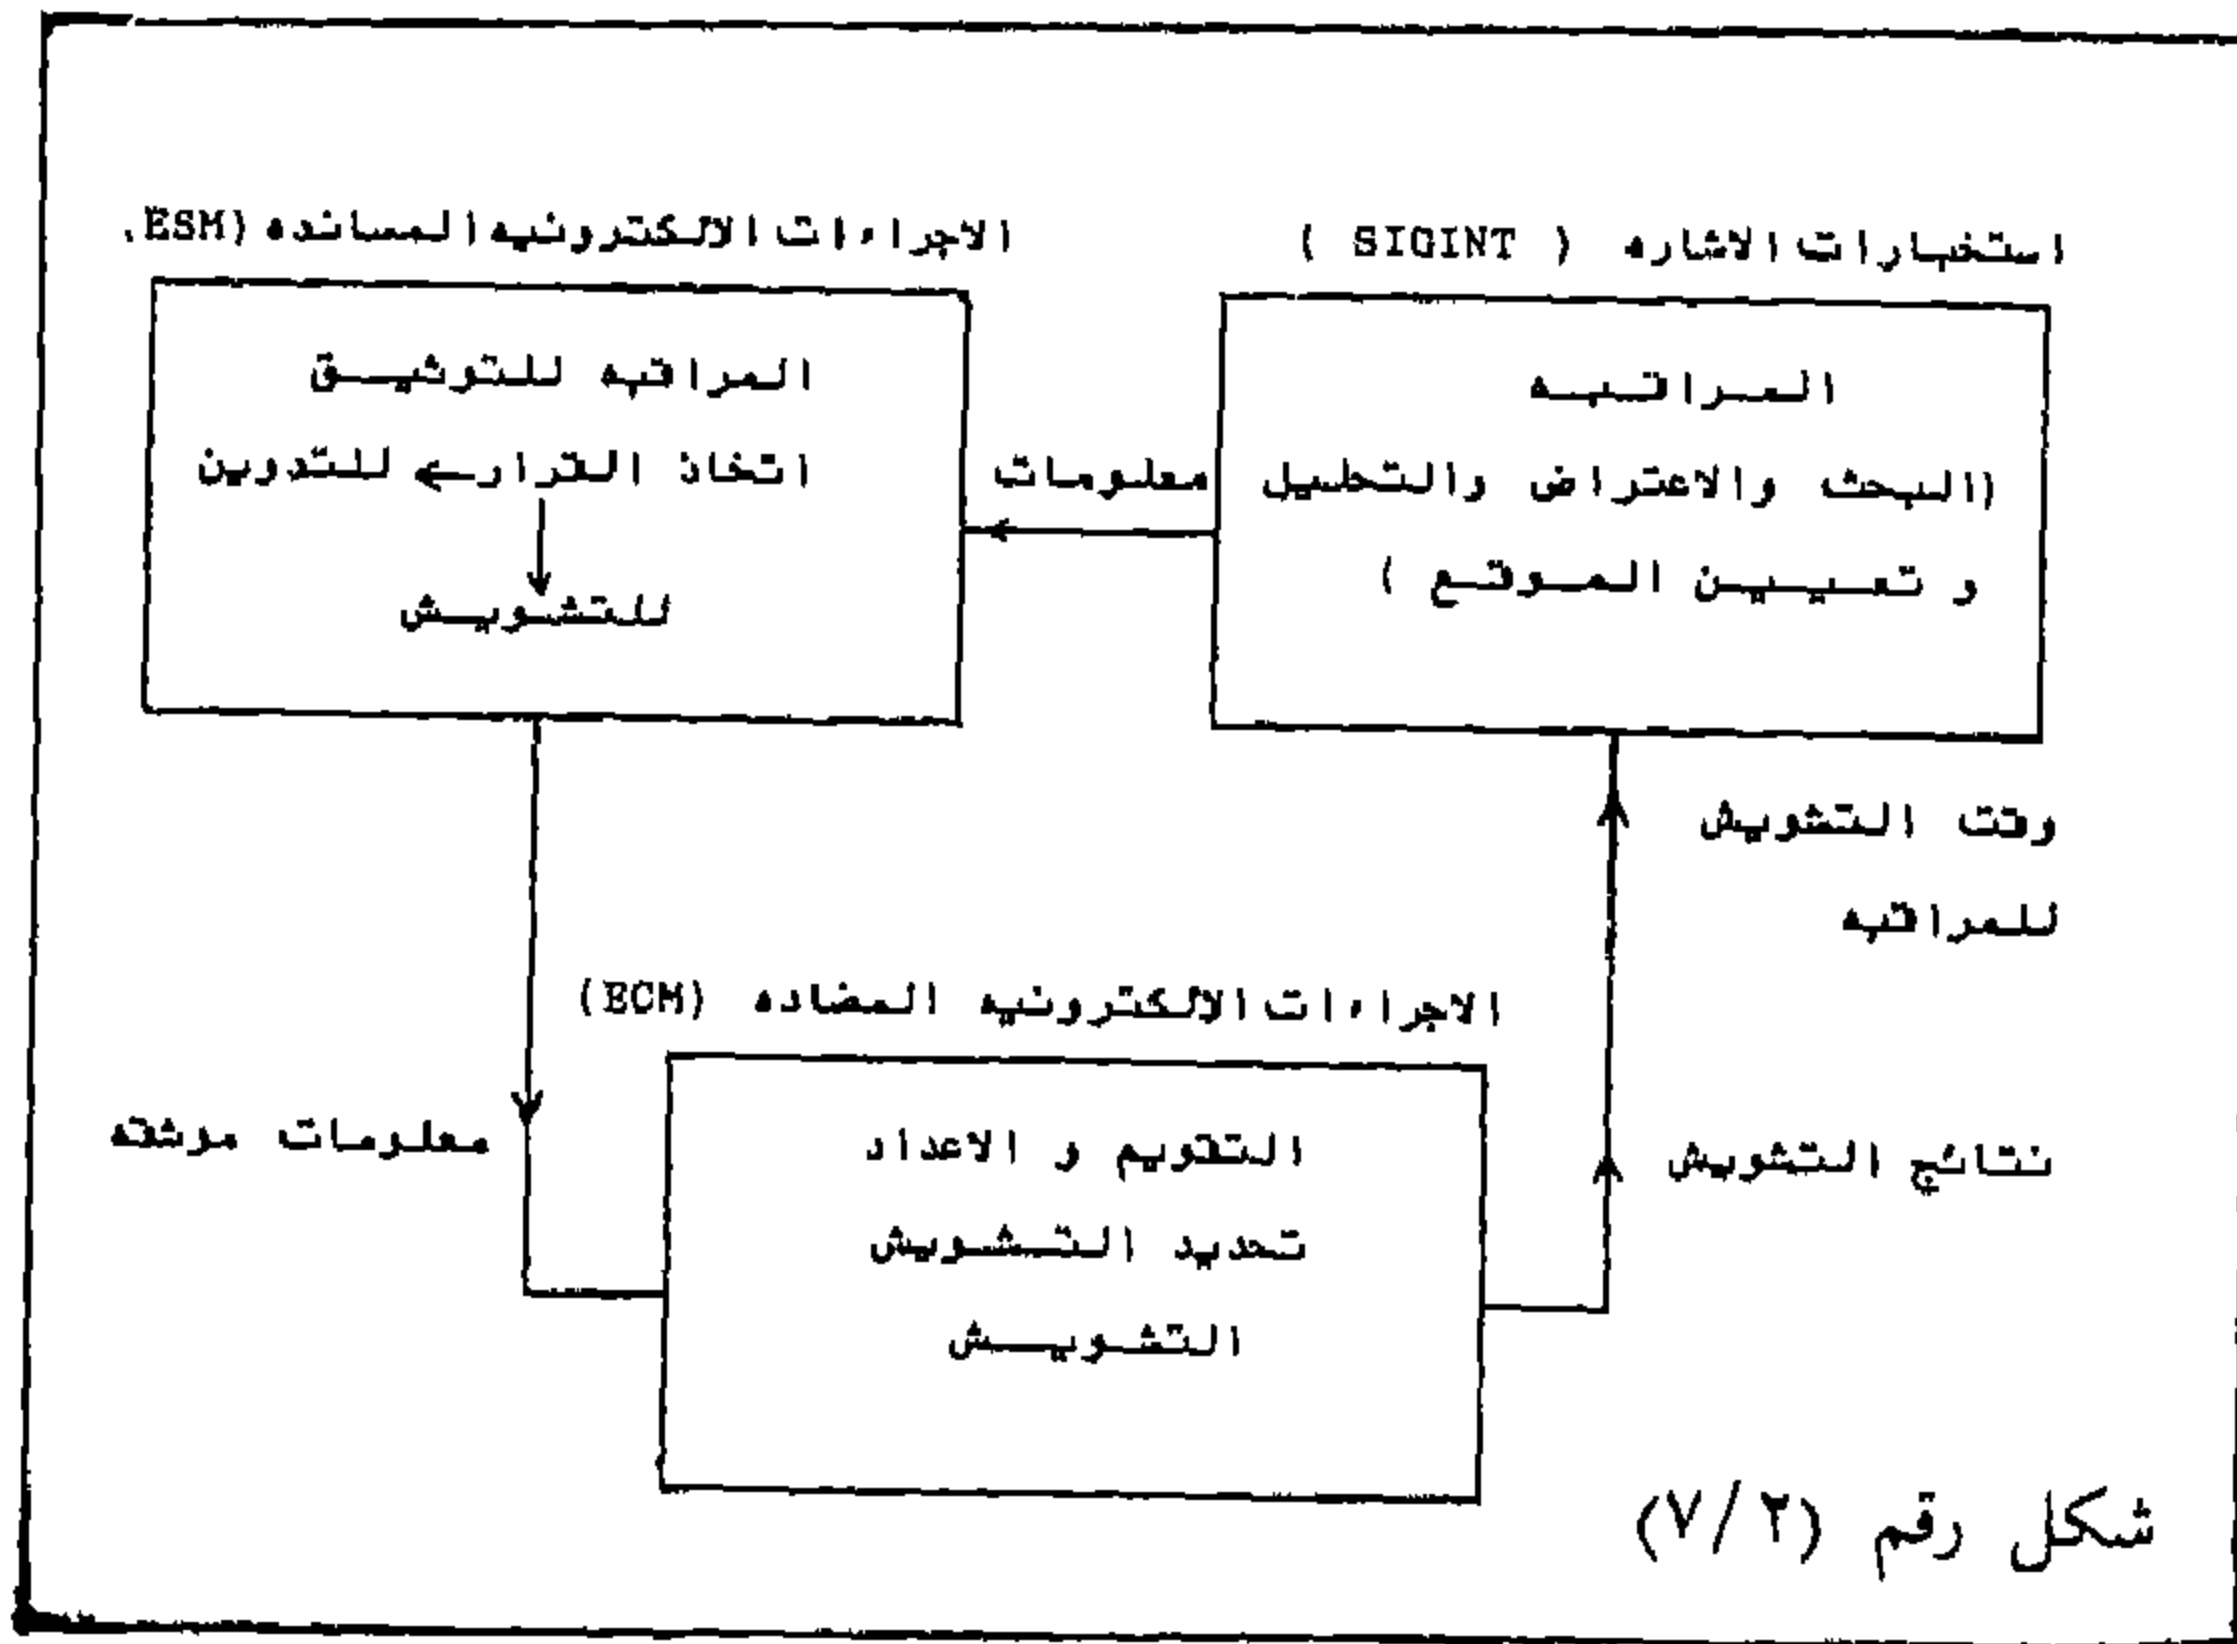 استخبارات الاشاره ( SIGINT )
المراقبه
(البحث والاعتراض والتحليل
و تعيين الموقع )
معلومات
الاجراءات الالكترونيه المسانده (ESM)
المراقبه للتوثيق
اتخاذ القرار ← للتدوين
للتشويش
وقت التشويش
للمراقبه
نتائج التشويش
الاجراءات الالكترونيه المضاده (ECM)
التقويم و الاعداد
تحديد التشويش
التشويش
معلومات موثقه
شكل رقم (٧/٢)